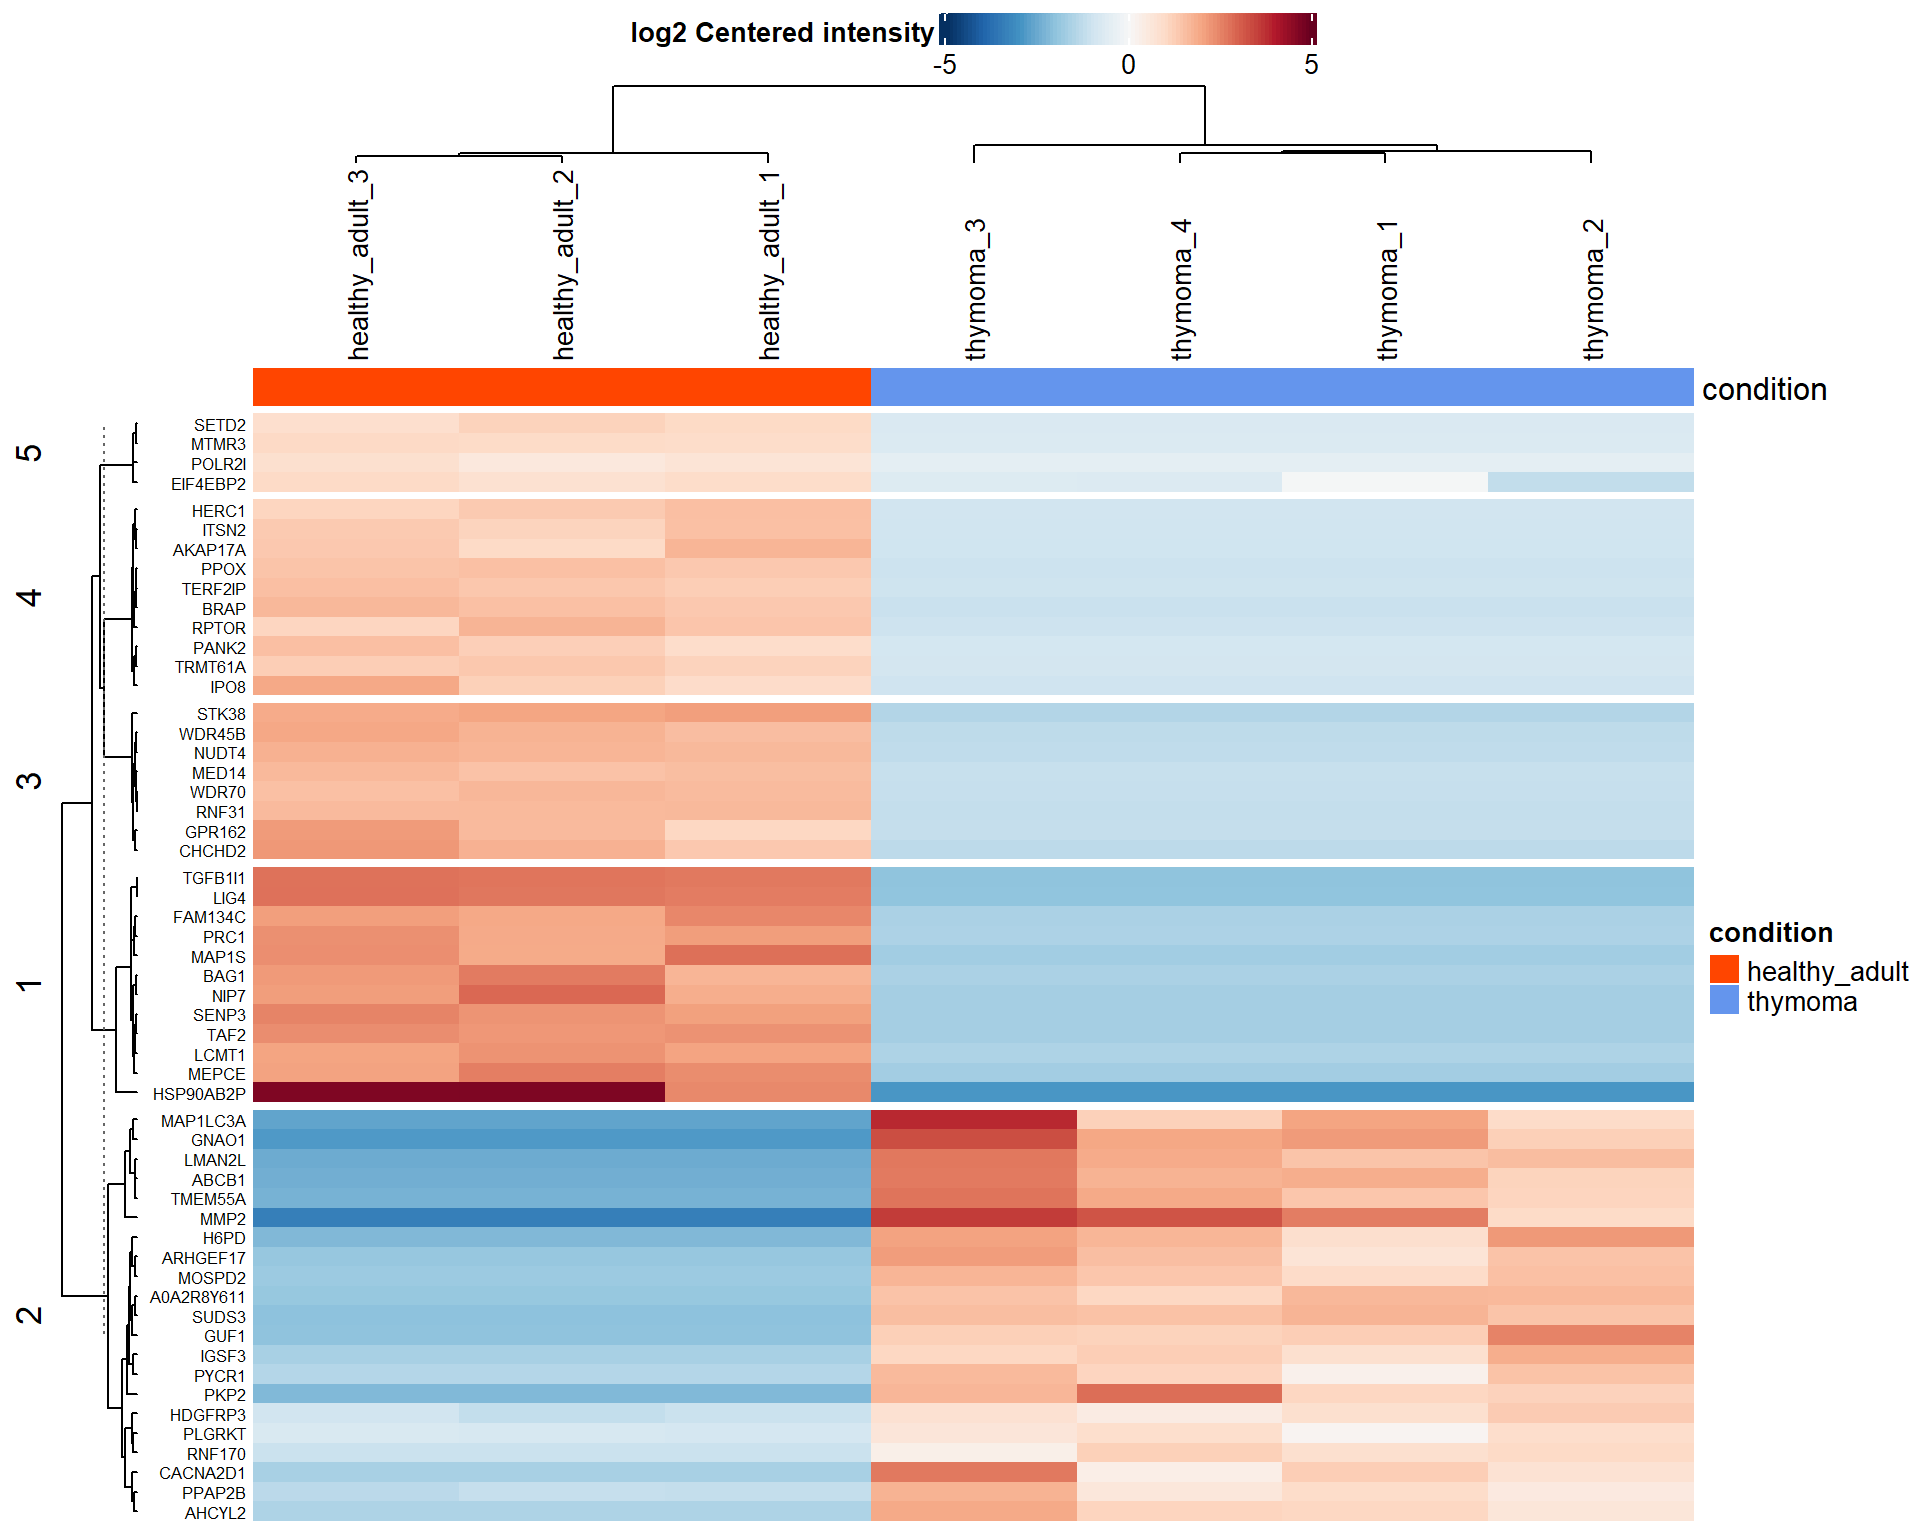 log2 Centered intensity
-5 0 5
healthy_adult_3
healthy_adult_2
healthy_adult_1
thymoma_3
thymoma_4
thymoma_1
thymoma_2
condition
5
SETD2
MTMR3
POLR2I
EIF4EBP2
4
HERC1
ITSN2
AKAP17A
PPOX
TERF2IP
BRAP
RPTOR
PANK2
TRMT61A
IPO8
3
STK38
WDR45B
NUDT4
MED14
WDR70
RNF31
GPR162
CHCHD2
1
TGFB1I1
LIG4
FAM134C
PRC1
MAP1S
BAG1
NIP7
SENP3
TAF2
LCMT1
MEPCE
HSP90AB2P
2
MAP1LC3A
GNAO1
LMAN2L
ABCB1
TMEM55A
MMP2
H6PD
ARHGEF17
MOSPD2
A0A2R8Y611
SUDS3
GUF1
IGSF3
PYCR1
PKP2
HDGFRP3
PLGRKT
RNF170
CACNA2D1
PPAP2B
AHCYL2
condition
healthy_adult
thymoma